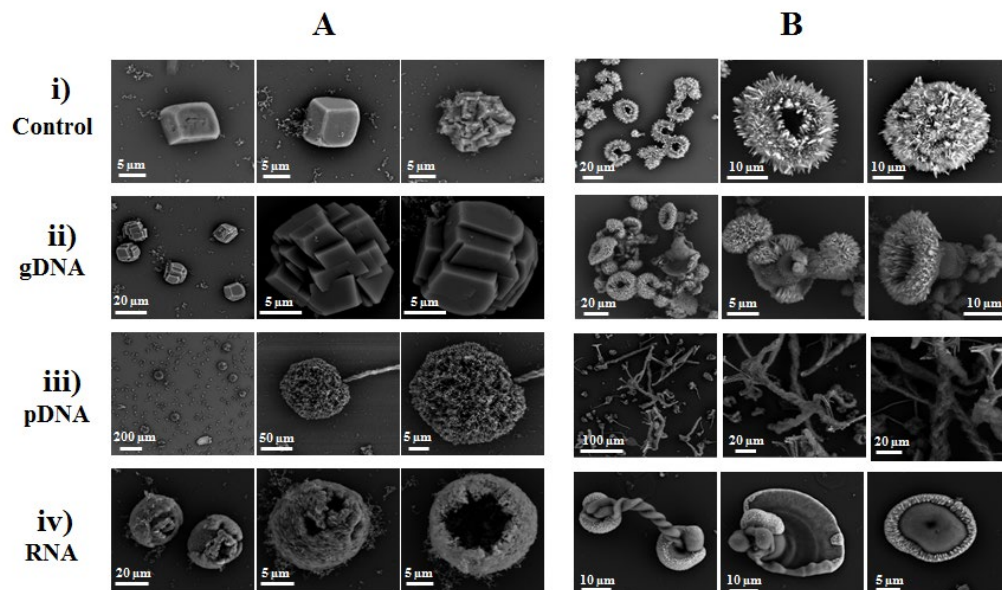 A B
i)
Control
5 µm 5 µm 5 µm 20 µm 10 µm 10 µm
ii)
gDNA
20 µm 5 µm 5 µm 20 µm 5 µm 10 µm
iii)
pDNA
200 µm 50 µm 5 µm 100 µm 20 µm 20 µm
iv)
RNA
20 µm 5 µm 5 µm 10 µm 10 µm 5 µm